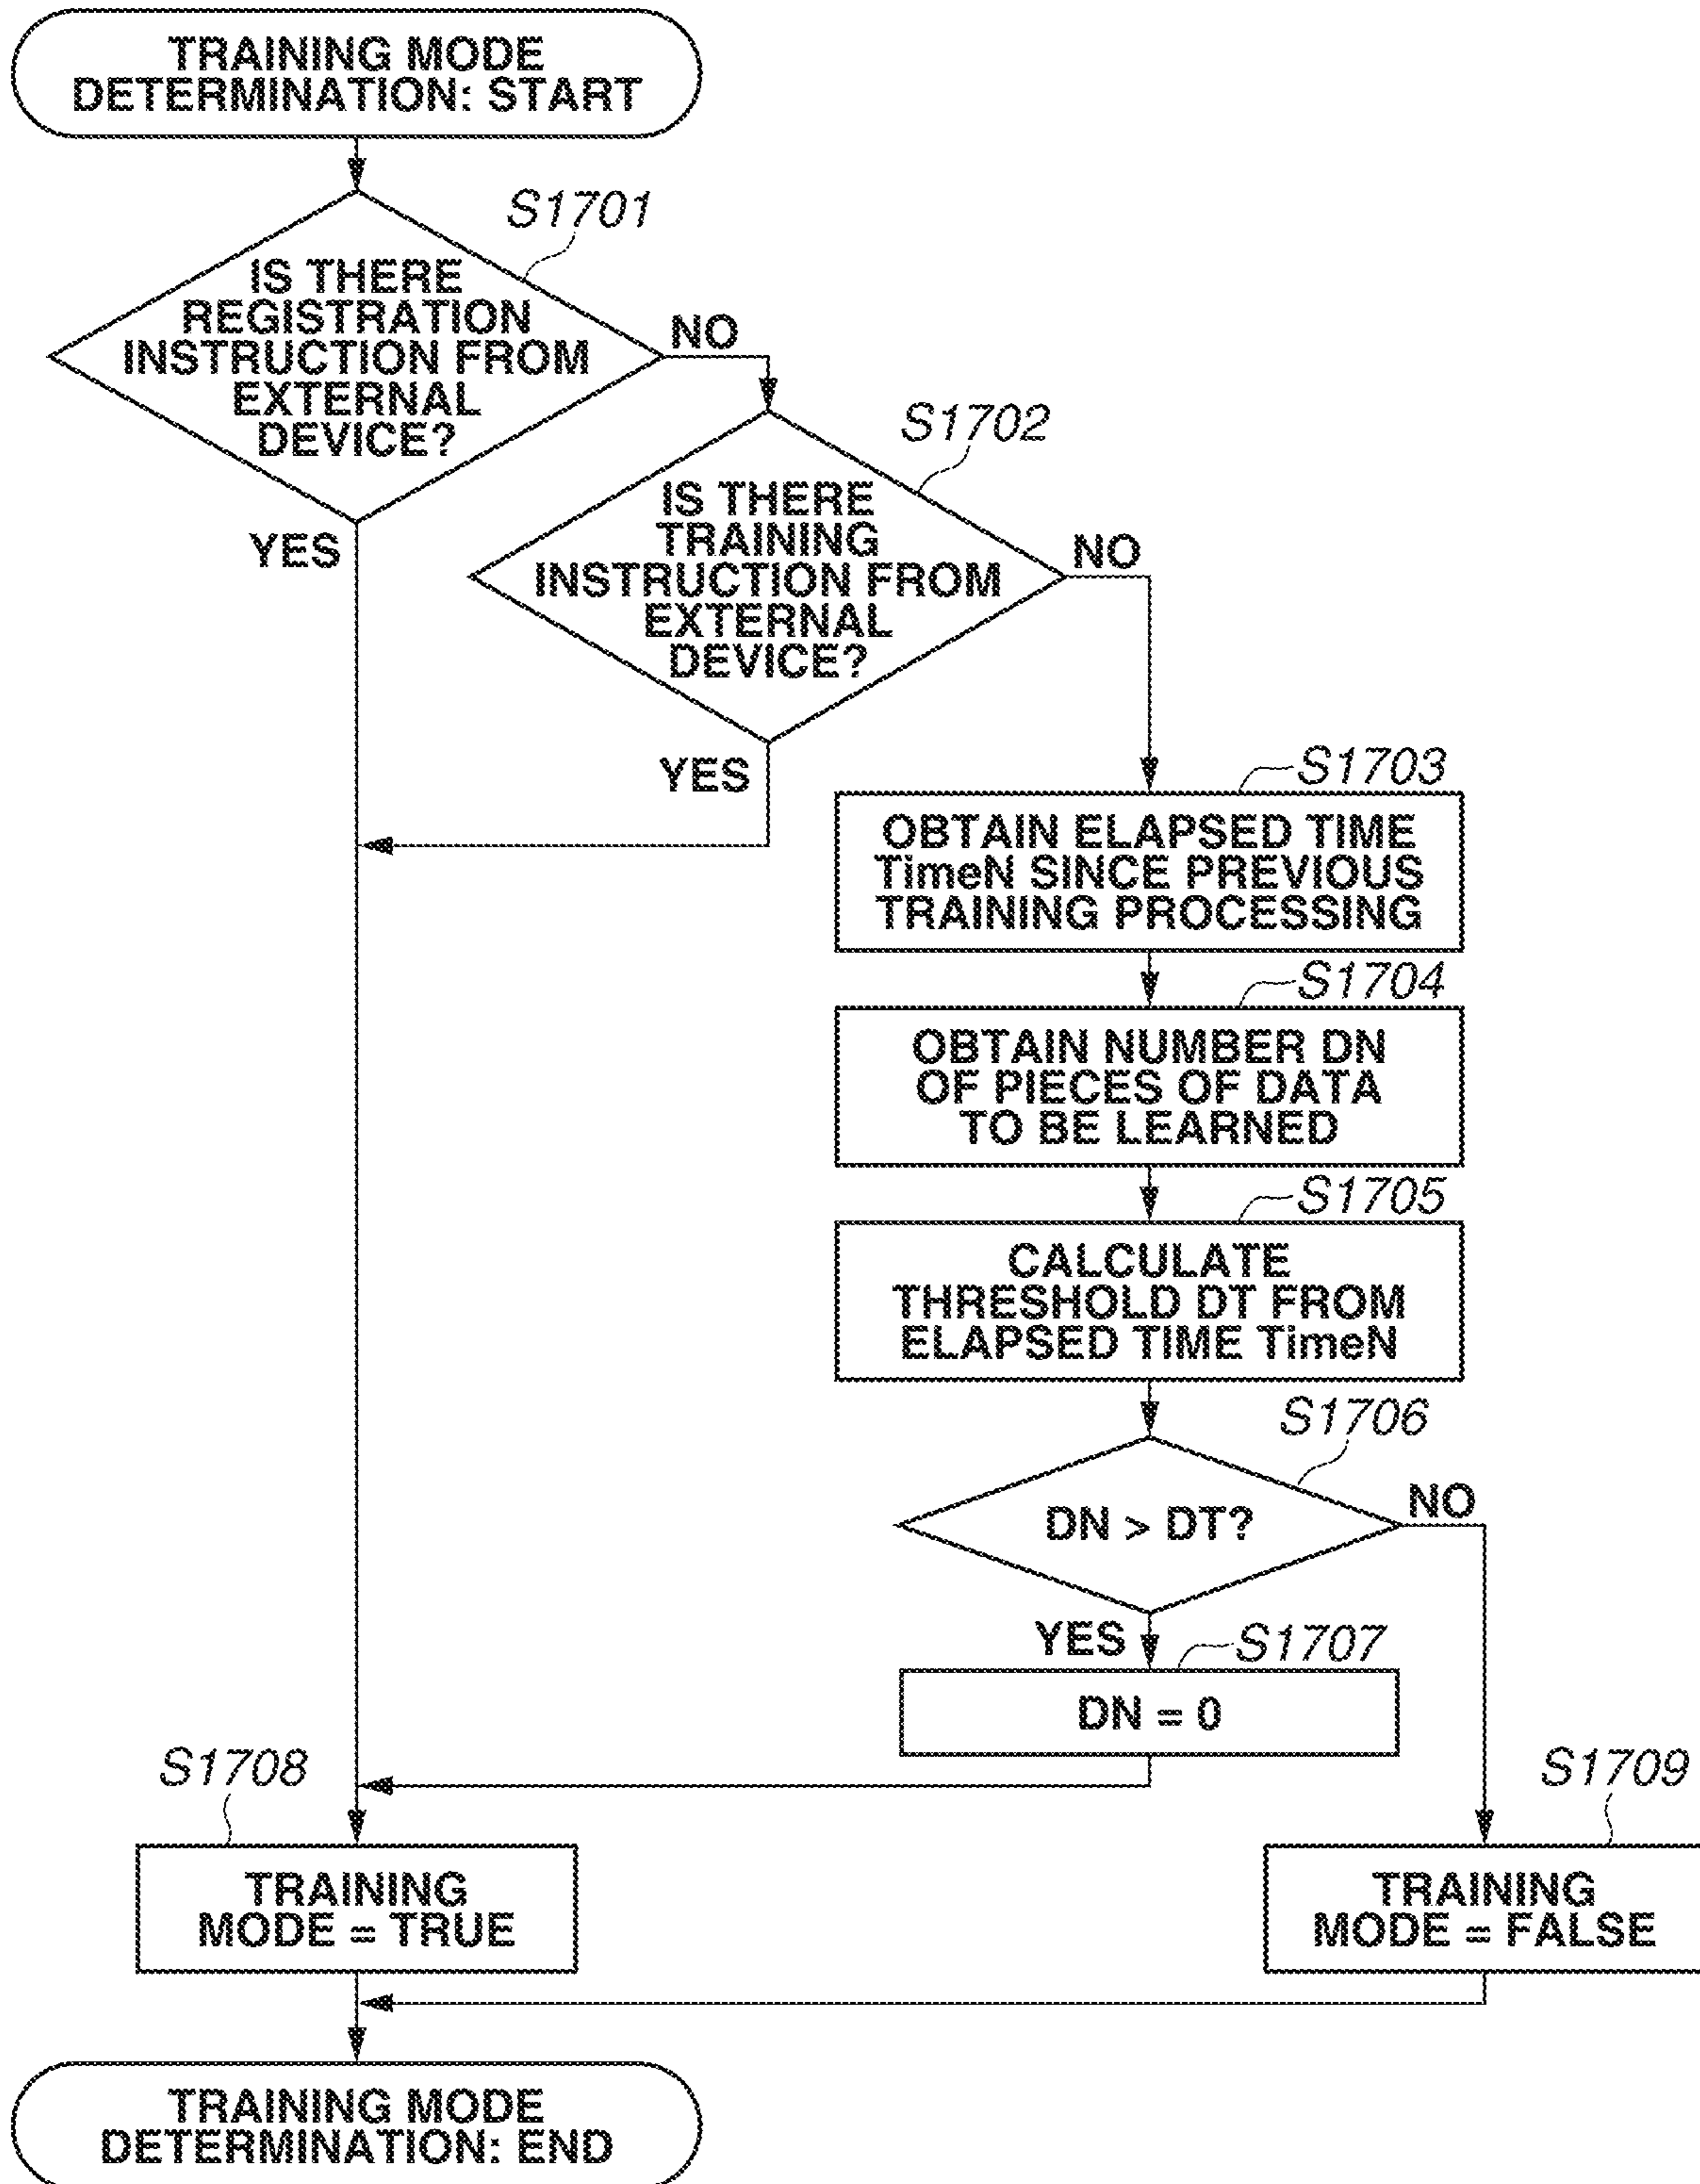 TRAINING MODE
DETERMINATION: START
S1701
IS THERE
REGISTRATION
INSTRUCTION FROM
EXTERNAL
DEVICE?
NO
YES
S1702
IS THERE
TRAINING
INSTRUCTION FROM
EXTERNAL
DEVICE?
NO
YES
S1703
OBTAIN ELAPSED TIME
TimeN SINCE PREVIOUS
TRAINING PROCESSING
S1704
OBTAIN NUMBER DN
OF PIECES OF DATA
TO BE LEARNED
S1705
CALCULATE
THRESHOLD DT FROM
ELAPSED TIME TimeN
S1706
DN > DT?
NO
YES
S1707
DN = 0
S1708
TRAINING
MODE = TRUE
S1709
TRAINING
MODE = FALSE
TRAINING MODE
DETERMINATION: END